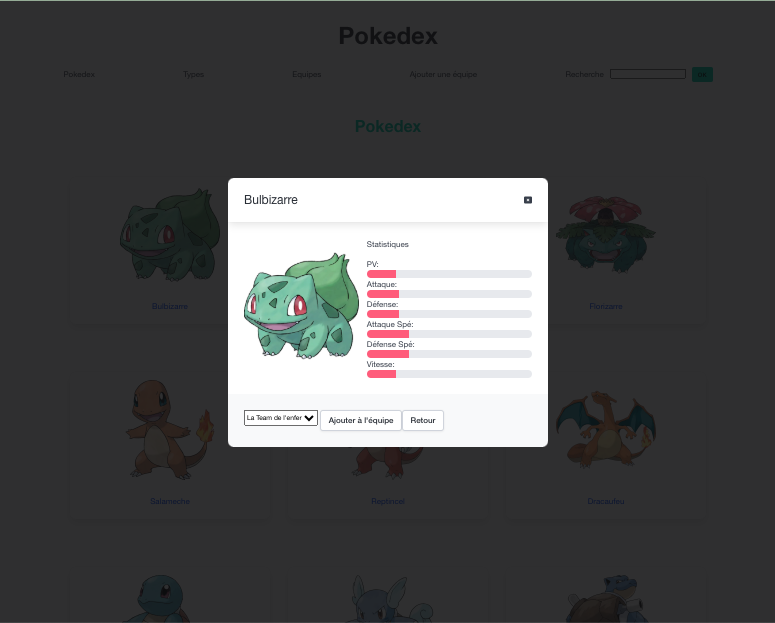 Pokedex
Pokedex Types Equipes Ajouter une équipe Recherche OK
Pokedex
Bulbizarre
Statistiques
PV:
Attaque:
Défense:
Attaque Spé:
Défense Spé:
Vitesse:
La Team de l'enfer Ajouter à l'équipe Retour
Bulbizarre Florizarre
Salameche Reptincel Dracaufeu